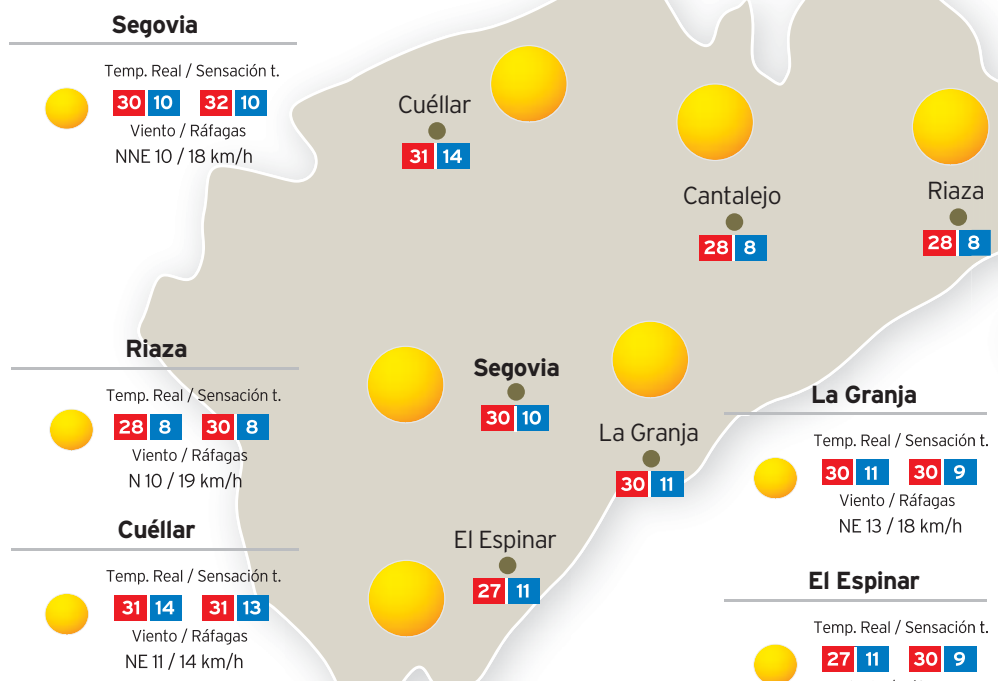 Segovia
Temp. Real / Sensación t.
30 10 32 10
Viento / Ráfagas
NNE 10 / 18 km/h
Cuéllar
31 14
Cantalejo
28 8
Riaza
28 8
Riaza
Temp. Real / Sensación t.
28 8 30 8
Viento / Ráfagas
N 10 / 19 km/h
Segovia
30 10
La Granja
30 11
La Granja
Temp. Real / Sensación t.
30 11 30 9
Viento / Ráfagas
NE 13 / 18 km/h
Cuéllar
Temp. Real / Sensación t.
31 14 31 13
Viento / Ráfagas
NE 11 / 14 km/h
El Espinar
27 11
El Espinar
Temp. Real / Sensación t.
27 11 30 9